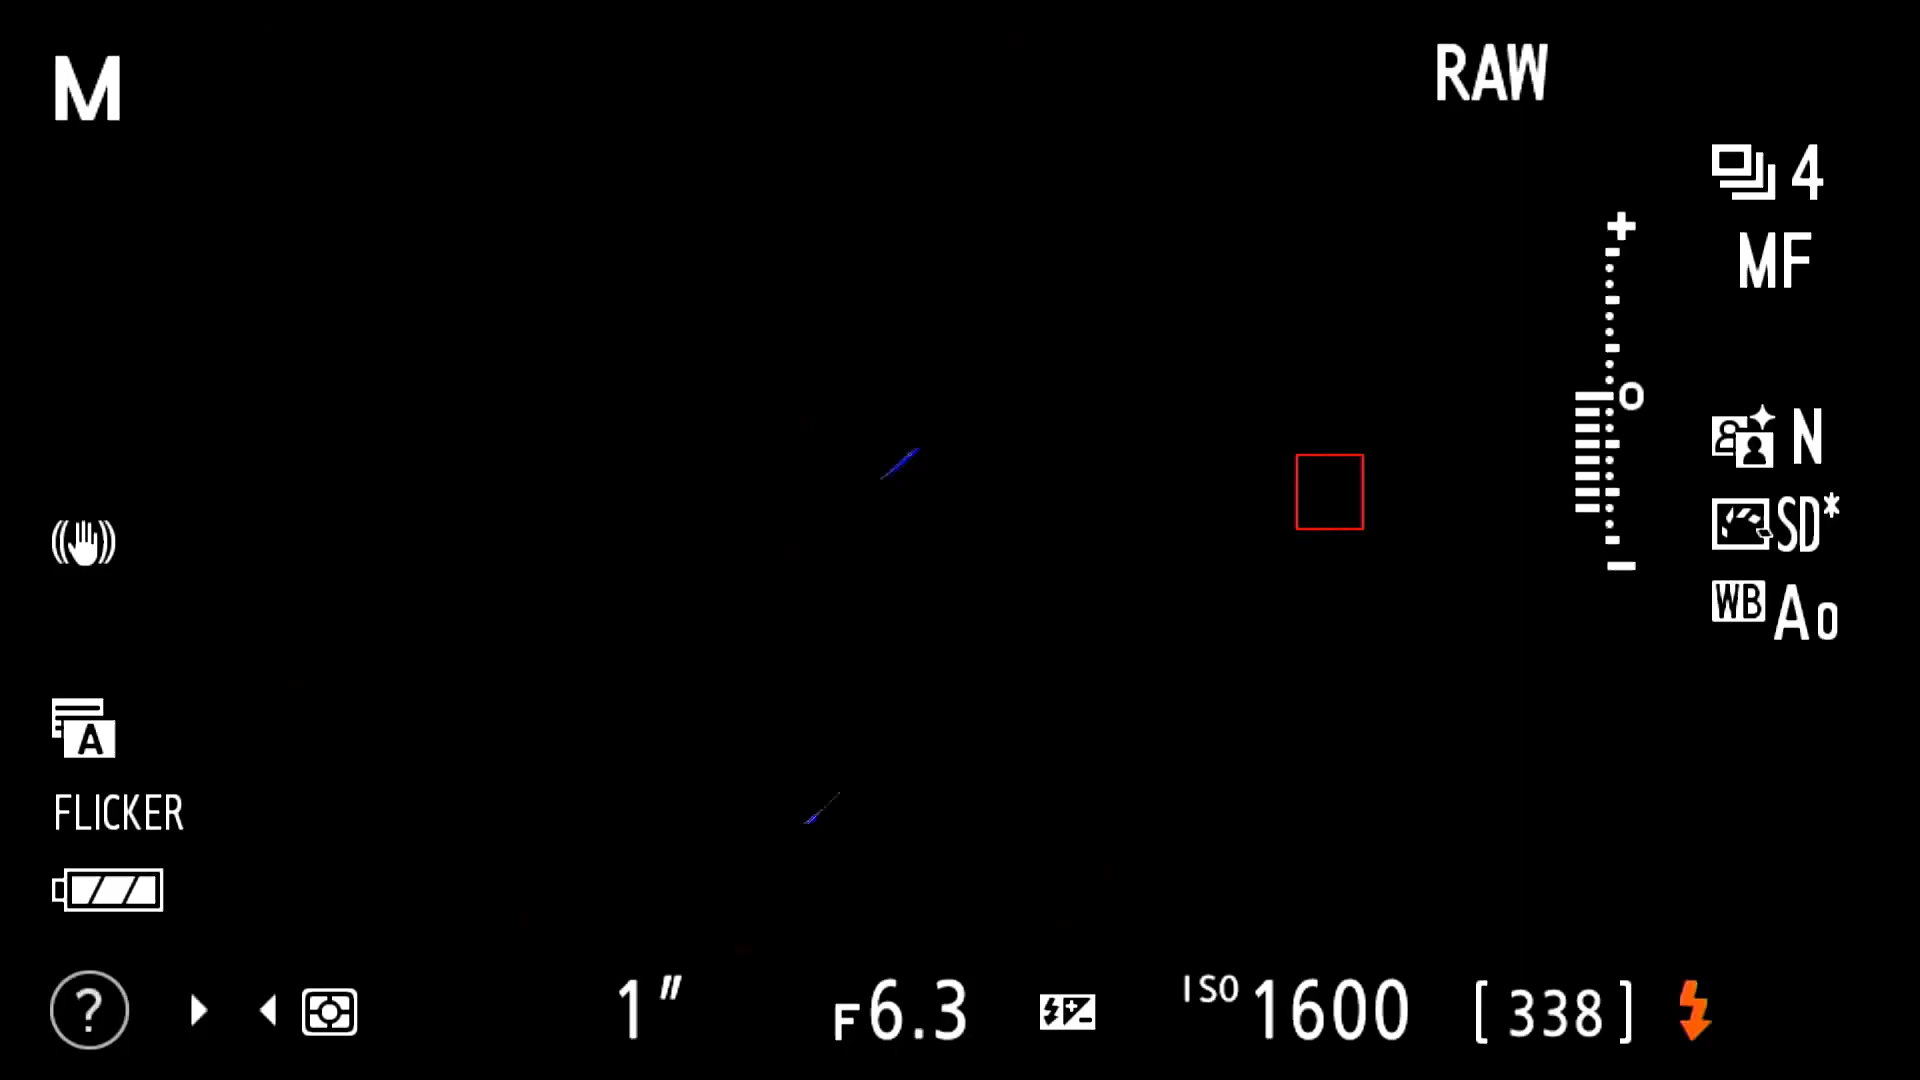 M
RAW
4
MF
N
SD*
WB A0
A
FLICKER
? 1" F6.3 ISO 1600 [338]